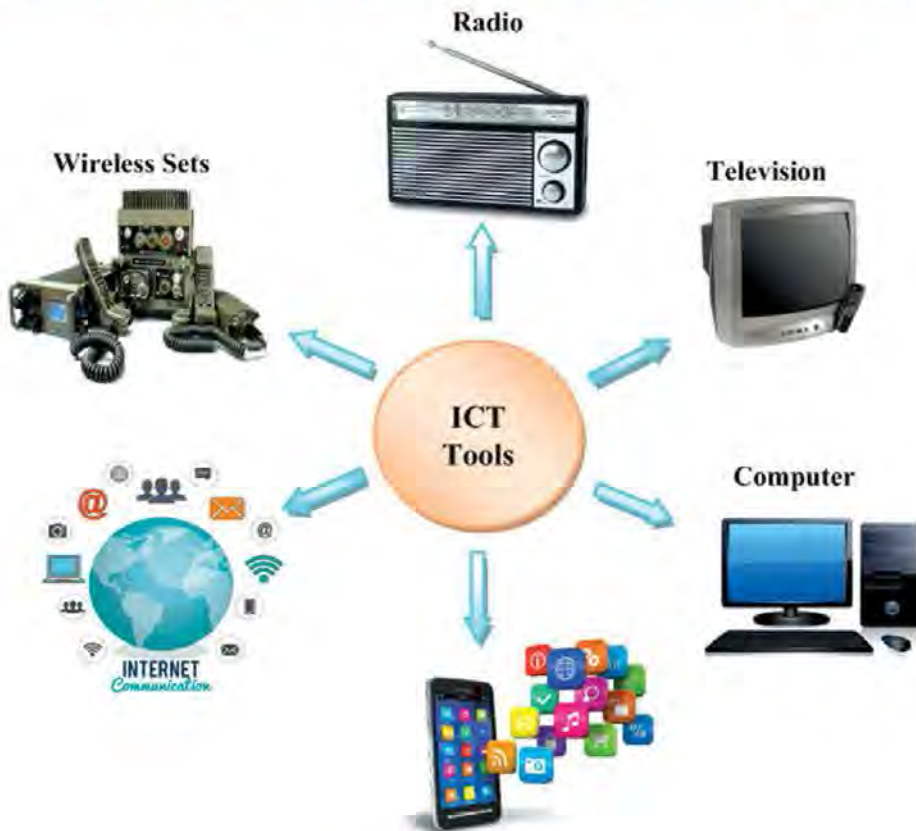 Radio
Wireless Sets
Television
ICT
Tools
Computer
INTERNET
Communication